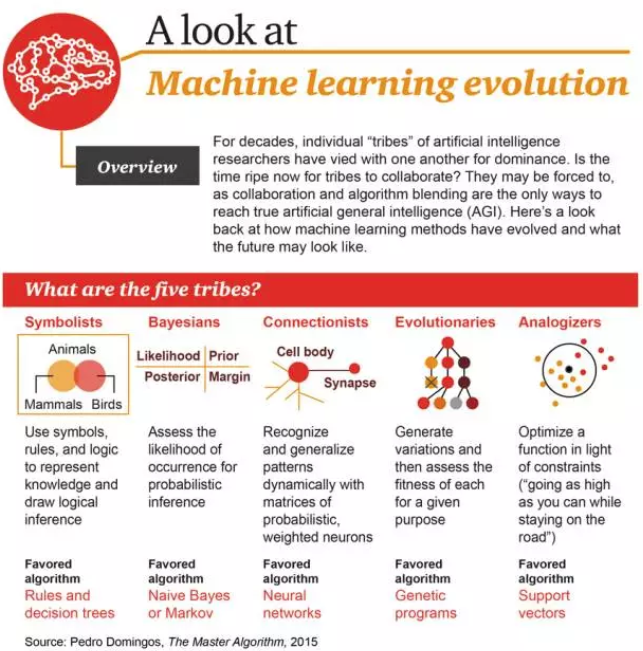 A look at
Machine learning evolution
Overview
For decades, individual “tribes” of artificial intelligence
researchers have vied with one another for dominance. Is the
time ripe now for tribes to collaborate? They may be forced to,
as collaboration and algorithm blending are the only ways to
reach true artificial general intelligence (AGI). Here’s a look
back at how machine learning methods have evolved and what
the future may look like.
What are the five tribes?
Symbolists
Animals
Mammals Birds
Use symbols,
rules, and logic
to represent
knowledge and
draw logical
inference
Favored
algorithm
Rules and
decision trees
Bayesians
Likelihood Prior
Posterior Margin
Assess the
likelihood of
occurrence for
probabilistic
inference
Favored
algorithm
Naive Bayes
or Markov
Connectionists
Cell body
Synapse
Recognize
and generalize
patterns
dynamically with
matrices of
probabilistic,
weighted neurons
Favored
algorithm
Neural
networks
Evolutionaries
Generate
variations and
then assess the
fitness of each
for a given
purpose
Favored
algorithm
Genetic
programs
Analogizers
Optimize a
function in light
of constraints
(“going as high
as you can while
staying on the
road”)
Favored
algorithm
Support
vectors
Source: Pedro Domingos, The Master Algorithm, 2015